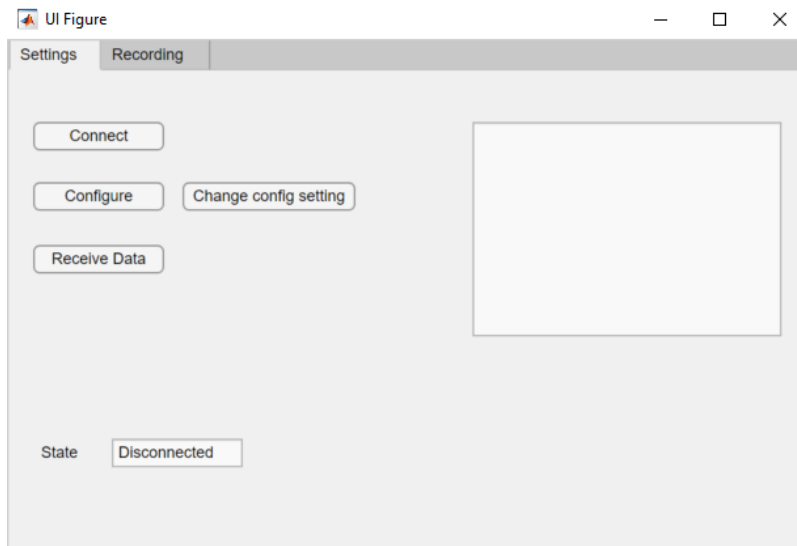 UI Figure
Settings Recording
Connect
Configure Change config setting
Receive Data
State Disconnected